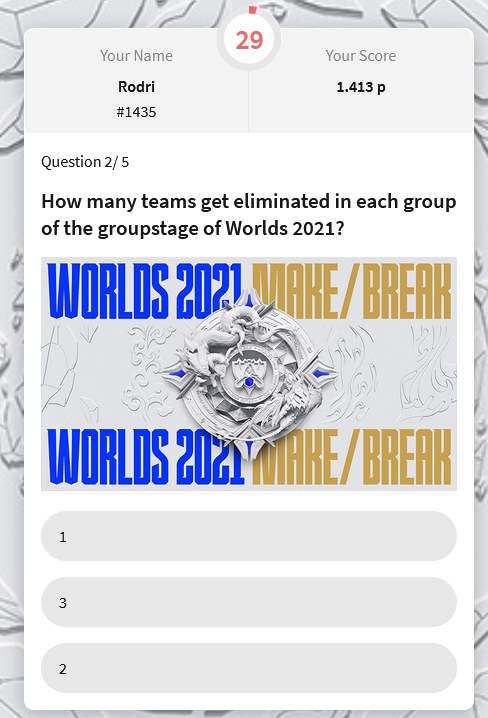 29
Your Name
Your Score
Rodri
1.413 p
#1435
Question 2/ 5
How many teams get eliminated in each group
of the groupstage of Worlds 2021?
WORLDS 2021 MAKE/BREAK
WORLDS 2021 MAKE/BREAK
1
3
2